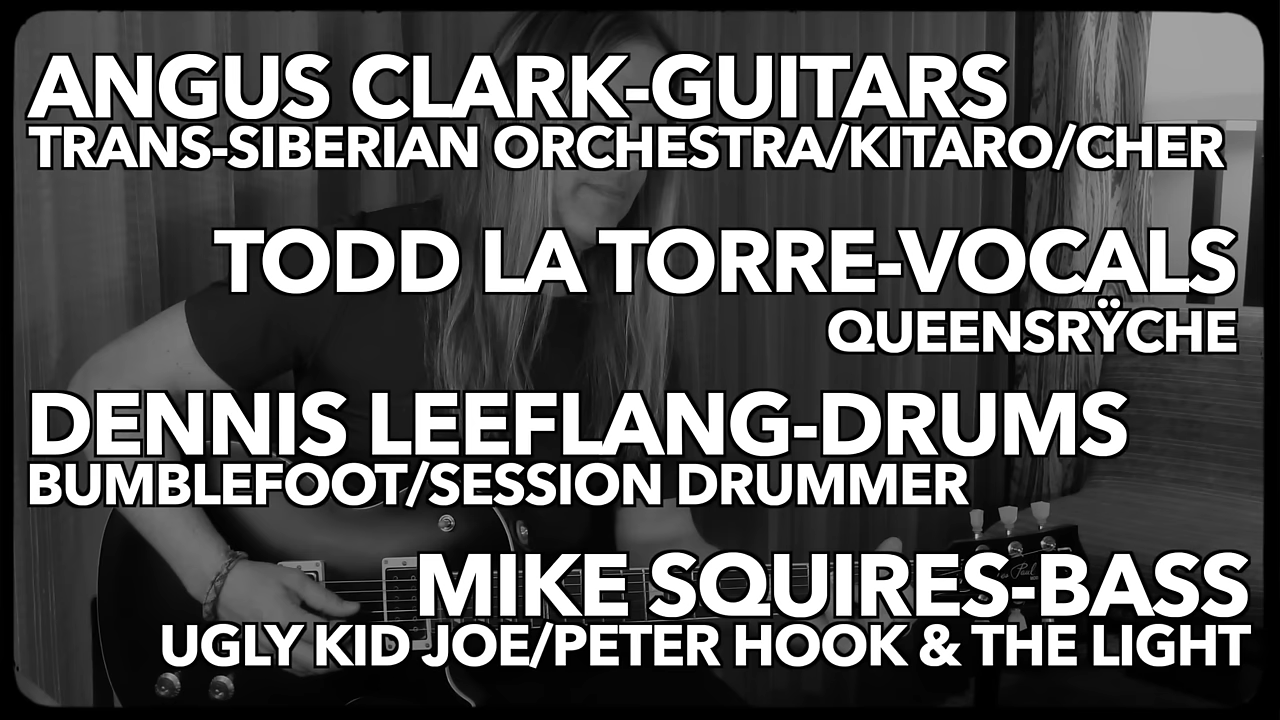 ANGUS CLARK-GUITARS
TRANS-SIBERIAN ORCHESTRA/KITARO/CHER
TODD LA TORRE-VOCALS
QUEENSRŸCHE
DENNIS LEEFLANG-DRUMS
BUMBLEFOOT/SESSION DRUMMER
MIKE SQUIRES-BASS
UGLY KID JOE/PETER HOOK & THE LIGHT